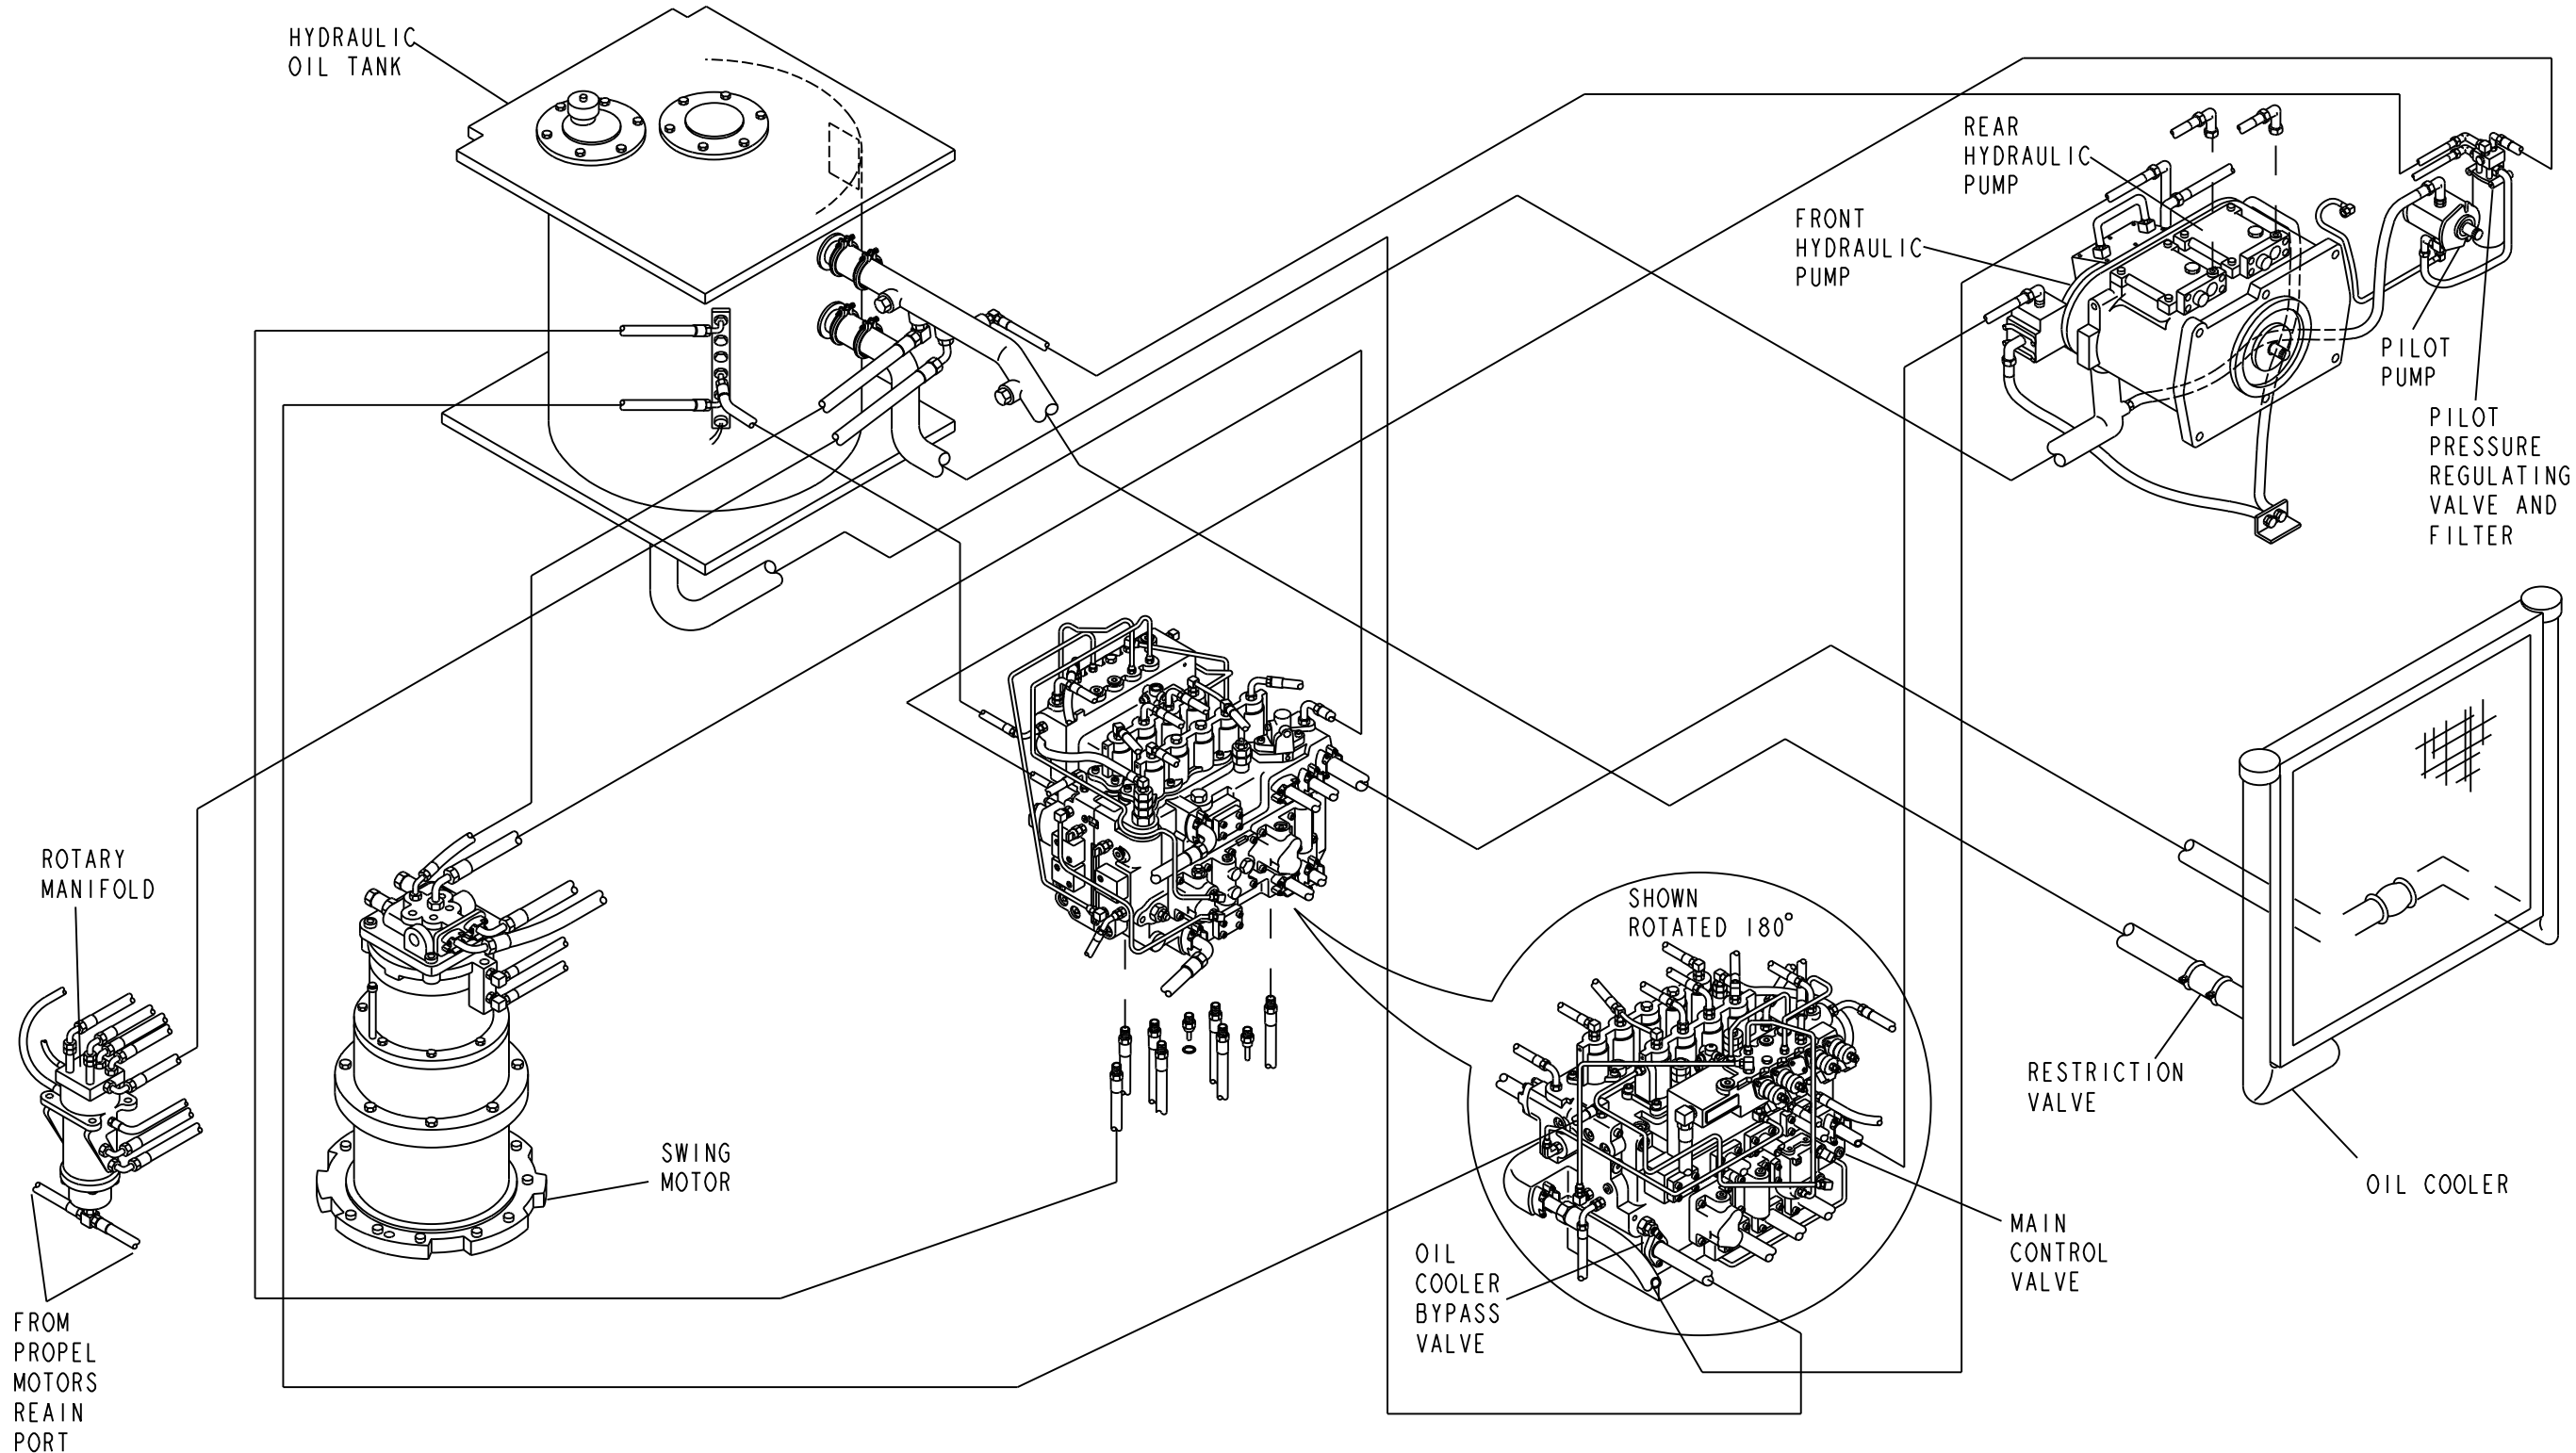 HYDRAULIC
OIL TANK
REAR
HYDRAULIC
PUMP
FRONT
HYDRAULIC
PUMP
PILOT
PUMP
PILOT
PRESSURE
REGULATING
VALVE AND
FILTER
ROTARY
MANIFOLD
SHOWN
ROTATED 180°
RESTRICTION
VALVE
SWING
MOTOR
OIL COOLER
MAIN
CONTROL
VALVE
OIL
COOLER
BYPASS
VALVE
FROM
PROPEL
MOTORS
REAIN
PORT